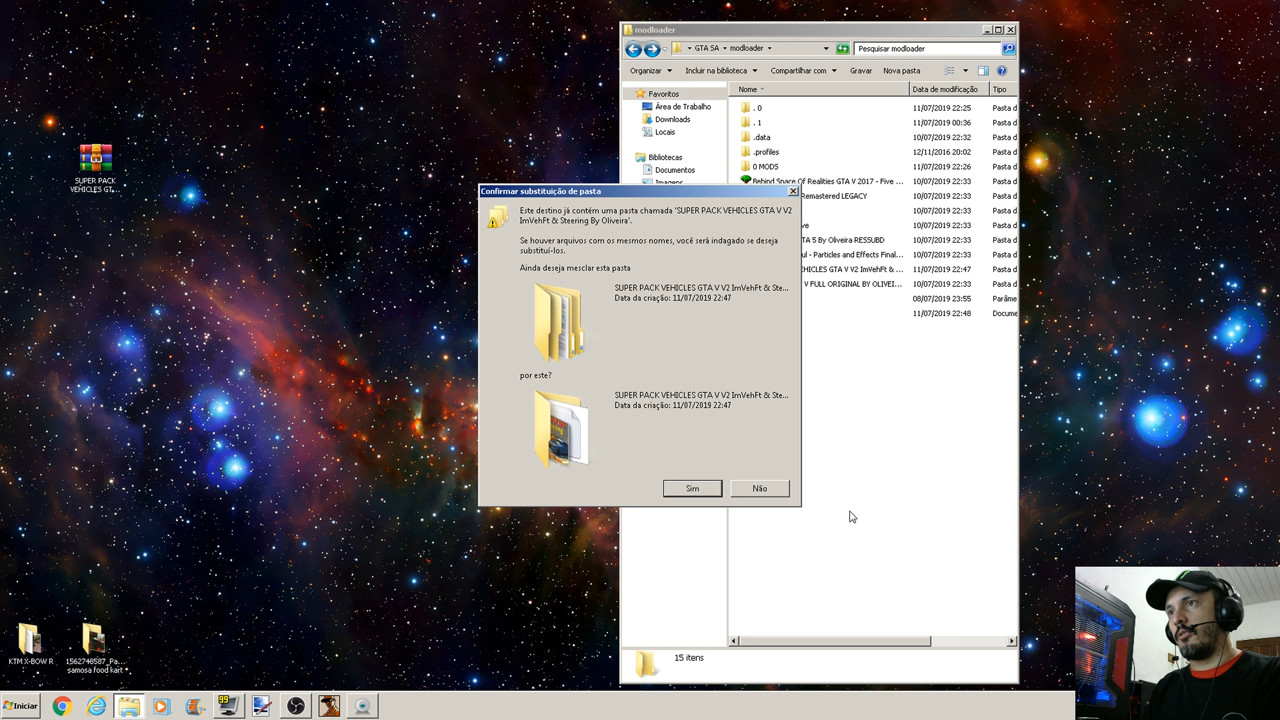 modloader
GTA SA
modloader
Pesquisar modloader
Organizar
Incluir na biblioteca
Compartilhar com
Gravar
Nova pasta
Favoritos
Área de Trabalho
Downloads
Locais
Bibliotecas
Documentos
Imagens
Nome
Data de modificação
Tipo
. 0
11/07/2019 22:25
Pasta d
. 1
11/07/2019 00:36
Pasta d
.data
10/07/2019 22:32
Pasta d
.profiles
12/11/2016 20:02
Pasta d
0 MODS
11/07/2019 22:26
Pasta d
Behind Space Of Realities GTA V 2017 - Five ...
10/07/2019 22:33
Pasta d
Remastered LEGACY
10/07/2019 22:33
Pasta d
ve
10/07/2019 22:33
Pasta d
TA 5 By Oliveira RESSUBD
10/07/2019 22:33
Pasta d
ul - Particles and Effects Final...
10/07/2019 22:33
Pasta d
HICLES GTA V V2 ImVehFt & ...
11/07/2019 22:47
Pasta d
V FULL ORIGINAL BY OLIVEI...
10/07/2019 22:33
Pasta d
08/07/2019 23:55
Parâme
11/07/2019 22:48
Docume
15 itens
Confirmar substituição de pasta
Este destino já contém uma pasta chamada 'SUPER PACK VEHICLES GTA V V2
ImVehFt & Steering By Oliveira'.
Se houver arquivos com os mesmos nomes, você será indagado se deseja
substituí-los.
Ainda deseja mesclar esta pasta
SUPER PACK VEHICLES GTA V V2 ImVehFt & Ste...
Data da criação: 11/07/2019 22:47
por este?
SUPER PACK VEHICLES GTA V V2 ImVehFt & Ste...
Data da criação: 11/07/2019 22:47
Sim
Não
SUPER PACK
VEHICLES GT...
KTM X-BOW R
1562748587_Pa...
samosa food kart
Iniciar
99